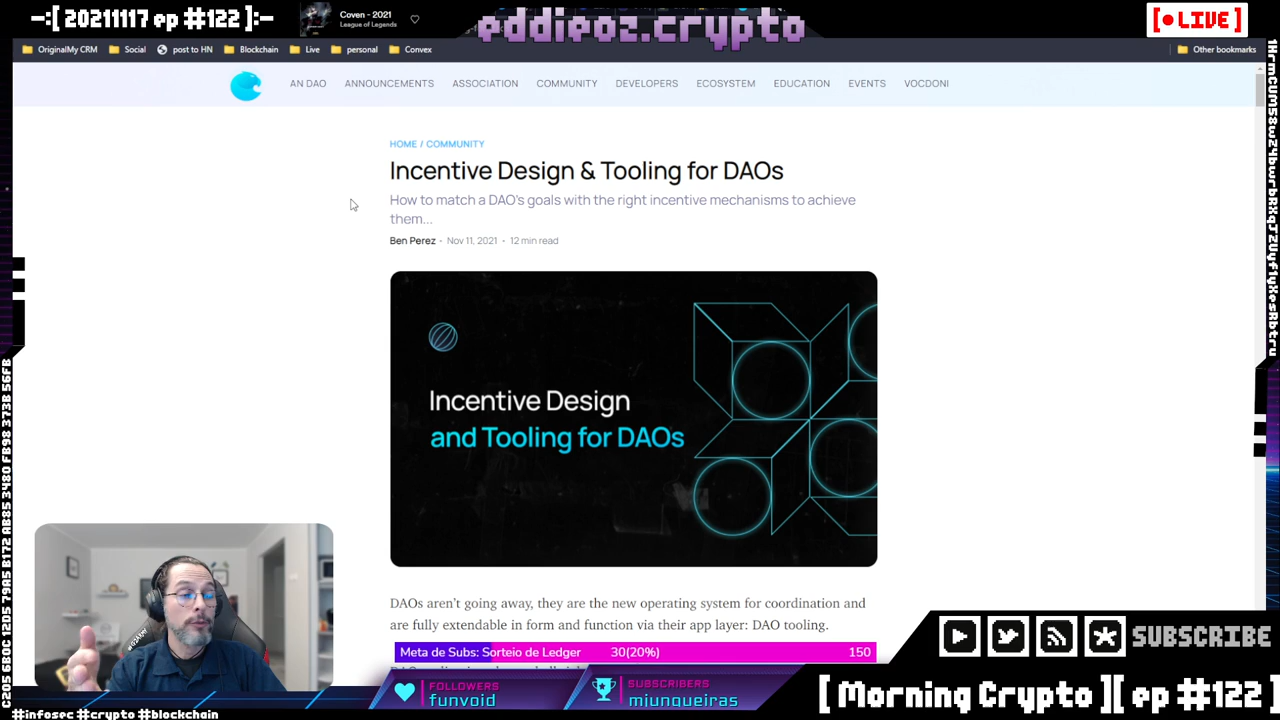 -:[ 20211117 ep #122 ]:-
Coven - 2021
League of Legends
eddieoz.crypto
[ • LIVE ]
OriginalMy CRM
Social
post to HN
Blockchain
Live
personal
Convex
Other bookmarks
AN DAO
ANNOUNCEMENTS
ASSOCIATION
COMMUNITY
DEVELOPERS
ECOSYSTEM
EDUCATION
EVENTS
VOCDONI
HOME / COMMUNITY
Incentive Design & Tooling for DAOs
How to match a DAO's goals with the right incentive mechanisms to achieve
them...
Ben Perez - Nov 11, 2021 • 12 min read
Incentive Design
and Tooling for DAOs
DAOs aren't going away, they are the new operating system for coordination and
are fully extendable in form and function via their app layer: DAO tooling.
Meta de Subs: Sorteio de Ledger 30(20%) 150
FOLLOWERS
funvoid
SUBSCRIBERS
mjunqueiras
SUBSCRIBE
[ Morning Crypto ][ ep #122 ]
#infosec #crypto #blockchain